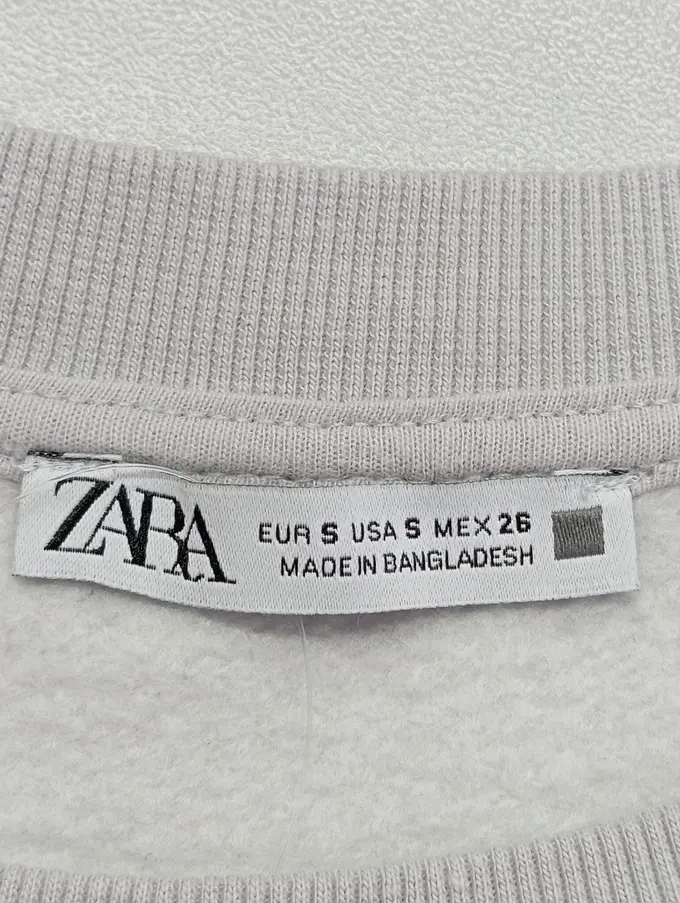 ZARA
EUR S USA S MEX 26
MADE IN BANGLADESH